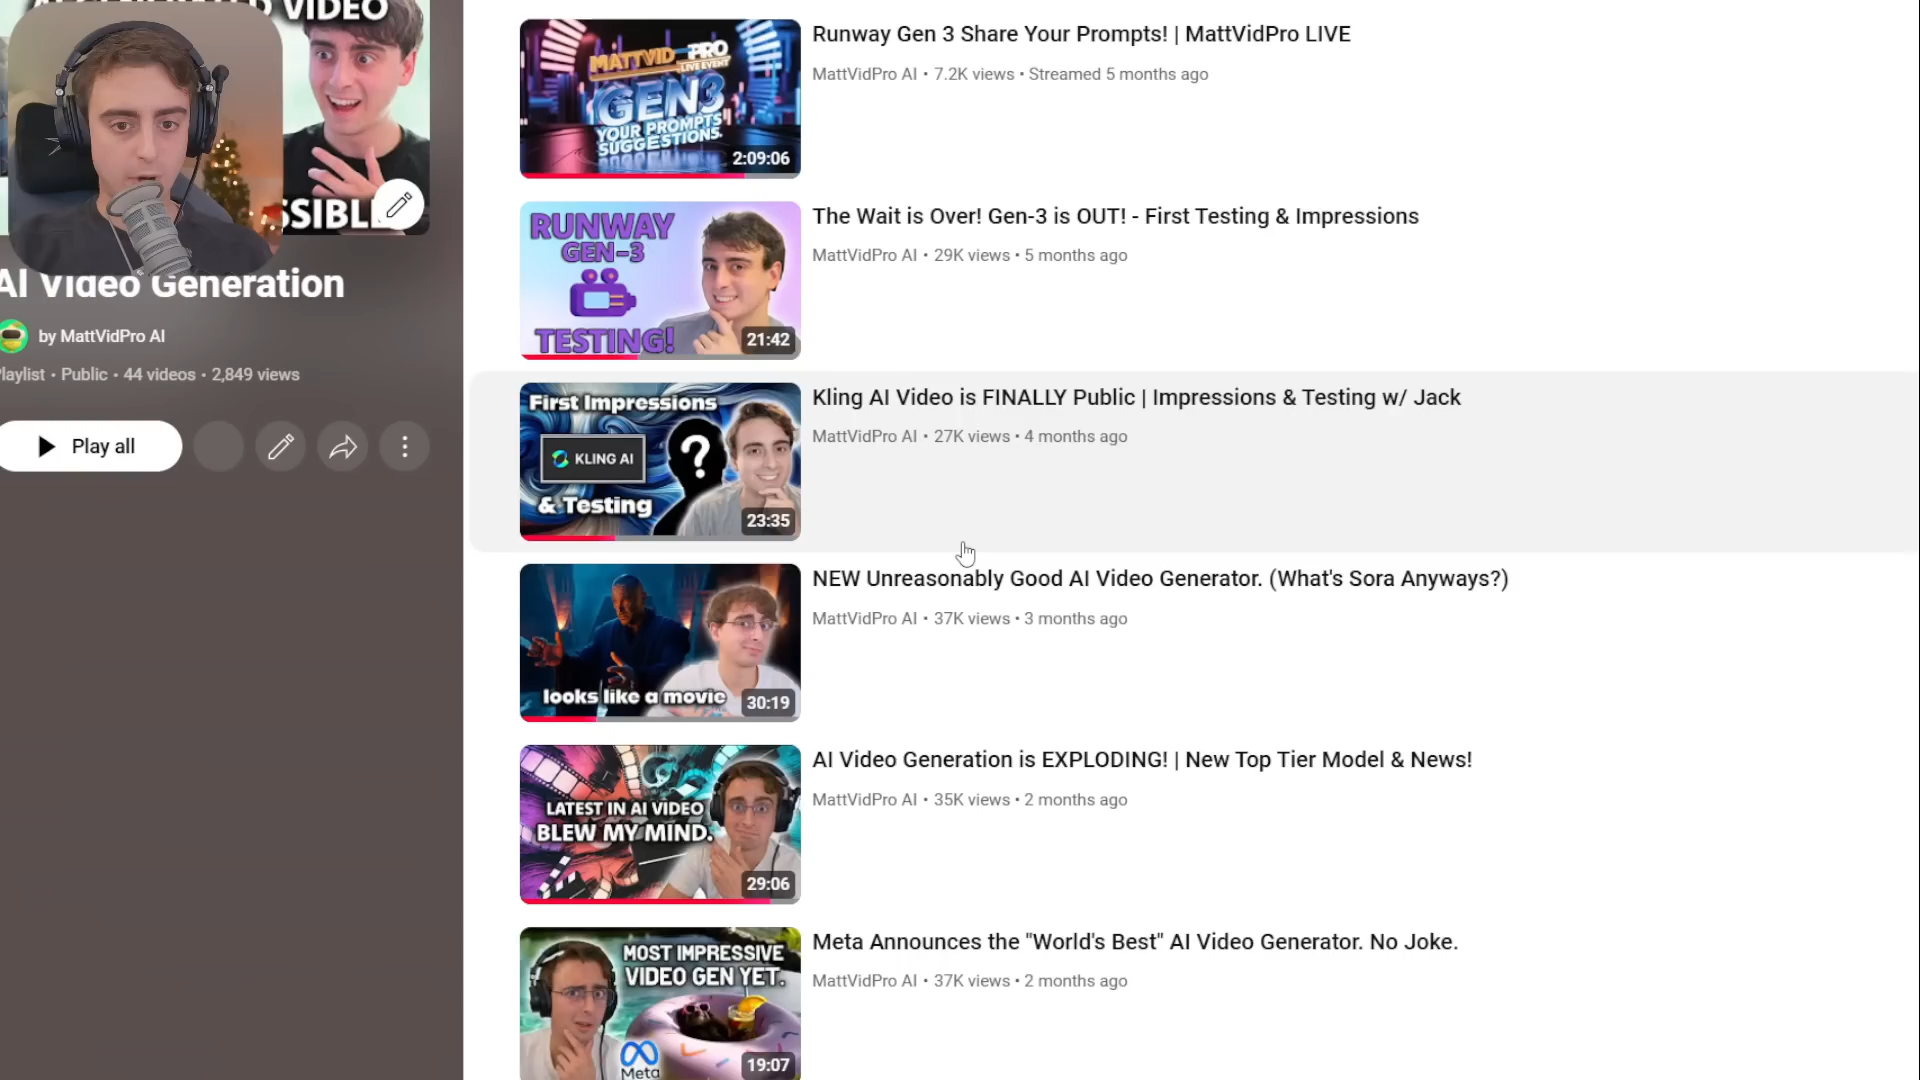 VIDEO
SSIBL
AI Video Generation
by MattVidPro AI
Playlist • Public • 44 videos • 2,849 views
Play all
MATTVID PRO
LIVE EVENT
GEN3
YOUR PROMPTS
SUGGESTIONS.
2:09:06
Runway Gen 3 Share Your Prompts! | MattVidPro LIVE
MattVidPro AI • 7.2K views • Streamed 5 months ago
RUNWAY
GEN-3
TESTING!
21:42
The Wait is Over! Gen-3 is OUT! - First Testing & Impressions
MattVidPro AI • 29K views • 5 months ago
First Impressions
KLING AI
?
& Testing
23:35
Kling AI Video is FINALLY Public | Impressions & Testing w/ Jack
MattVidPro AI • 27K views • 4 months ago
looks like a movie
30:19
NEW Unreasonably Good AI Video Generator. (What's Sora Anyways?)
MattVidPro AI • 37K views • 3 months ago
LATEST IN AI VIDEO
BLEW MY MIND.
29:06
AI Video Generation is EXPLODING! | New Top Tier Model & News!
MattVidPro AI • 35K views • 2 months ago
MOST IMPRESSIVE
VIDEO GEN YET.
Meta
19:07
Meta Announces the "World's Best" AI Video Generator. No Joke.
MattVidPro AI • 37K views • 2 months ago